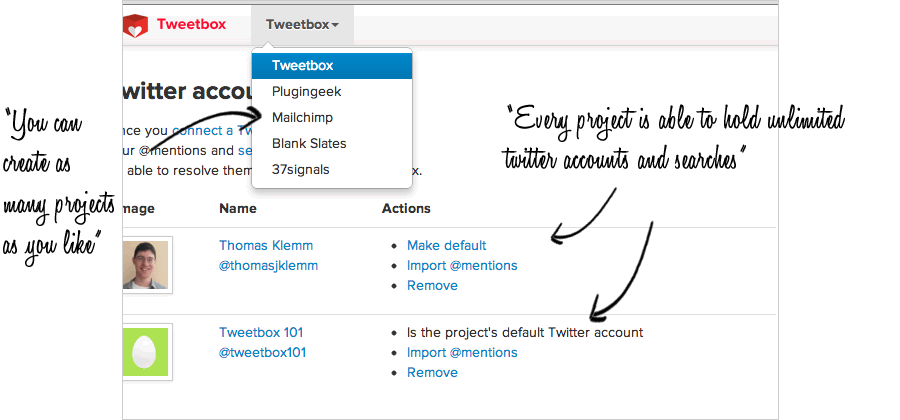 Tweetbox
Tweetbox
Tweetbox
Plugingeek
Mailchimp
Blank Slates
37signals
witter accou
nce you connect a Tw
ur @mentions and se
able to resolve them
x.
"You can
create as
many projects
as you like"
"Every project is able to hold unlimited
twitter accounts and searches"
mage Name Actions
Thomas Klemm
@thomasjklemm
Make default
Import @mentions
Remove
Tweetbox 101
@tweetbox101
Is the project's default Twitter account
Import @mentions
Remove